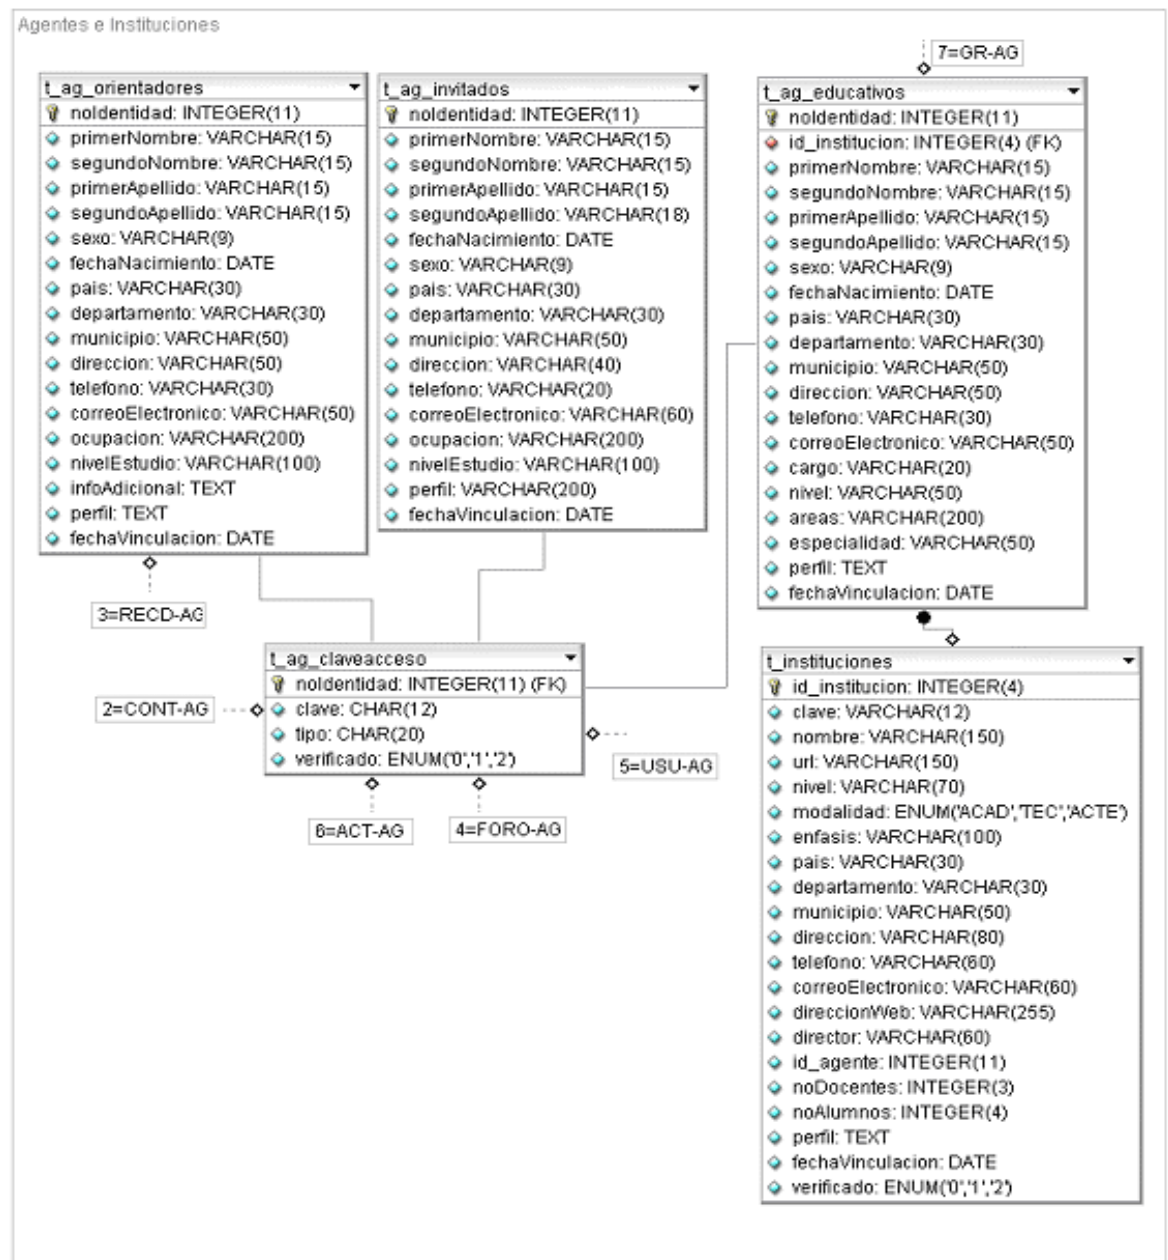 Agentes e Instituciones
7=GR-AG
t_ag_orientadores
noIdentidad: INTEGER(11)
primerNombre: VARCHAR(15)
segundoNombre: VARCHAR(15)
primerApellido: VARCHAR(15)
segundoApellido: VARCHAR(15)
sexo: VARCHAR(9)
fechaNacimiento: DATE
pais: VARCHAR(30)
departamento: VARCHAR(30)
municipio: VARCHAR(50)
direccion: VARCHAR(50)
telefono: VARCHAR(30)
correoElectronico: VARCHAR(50)
ocupacion: VARCHAR(200)
nivelEstudio: VARCHAR(100)
infoAdicional: TEXT
perfil: TEXT
fechaVinculacion: DATE
3=RECD-AG
t_ag_invitados
noIdentidad: INTEGER(11)
primerNombre: VARCHAR(15)
segundoNombre: VARCHAR(15)
primerApellido: VARCHAR(15)
segundoApellido: VARCHAR(18)
fechaNacimiento: DATE
sexo: VARCHAR(9)
pais: VARCHAR(30)
departamento: VARCHAR(30)
municipio: VARCHAR(50)
direccion: VARCHAR(40)
telefono: VARCHAR(20)
correoElectronico: VARCHAR(60)
ocupacion: VARCHAR(200)
nivelEstudio: VARCHAR(100)
perfil: VARCHAR(200)
fechaVinculacion: DATE
t_ag_educativos
noIdentidad: INTEGER(11)
id_institucion: INTEGER(4) (FK)
primerNombre: VARCHAR(15)
segundoNombre: VARCHAR(15)
primerApellido: VARCHAR(15)
segundoApellido: VARCHAR(15)
sexo: VARCHAR(9)
fechaNacimiento: DATE
pais: VARCHAR(30)
departamento: VARCHAR(30)
municipio: VARCHAR(50)
direccion: VARCHAR(50)
telefono: VARCHAR(30)
correoElectronico: VARCHAR(50)
cargo: VARCHAR(20)
nivel: VARCHAR(50)
areas: VARCHAR(200)
especialidad: VARCHAR(50)
perfil: TEXT
fechaVinculacion: DATE
t_ag_claveacceso
noIdentidad: INTEGER(11) (FK)
clave: CHAR(12)
tipo: CHAR(20)
verificado: ENUM('0','1','2')
2=CONT-AG
5=USU-AG
6=ACT-AG
4=FORO-AG
t_instituciones
id_institucion: INTEGER(4)
clave: VARCHAR(12)
nombre: VARCHAR(150)
url: VARCHAR(150)
nivel: VARCHAR(70)
modalidad: ENUM('ACAD','TEC','ACTE')
enfasis: VARCHAR(100)
pais: VARCHAR(30)
departamento: VARCHAR(30)
municipio: VARCHAR(50)
direccion: VARCHAR(80)
telefono: VARCHAR(60)
correoElectronico: VARCHAR(60)
direccionWeb: VARCHAR(255)
director: VARCHAR(60)
id_agente: INTEGER(11)
noDocentes: INTEGER(3)
noAlumnos: INTEGER(4)
perfil: TEXT
fechaVinculacion: DATE
verificado: ENUM('0','1','2')